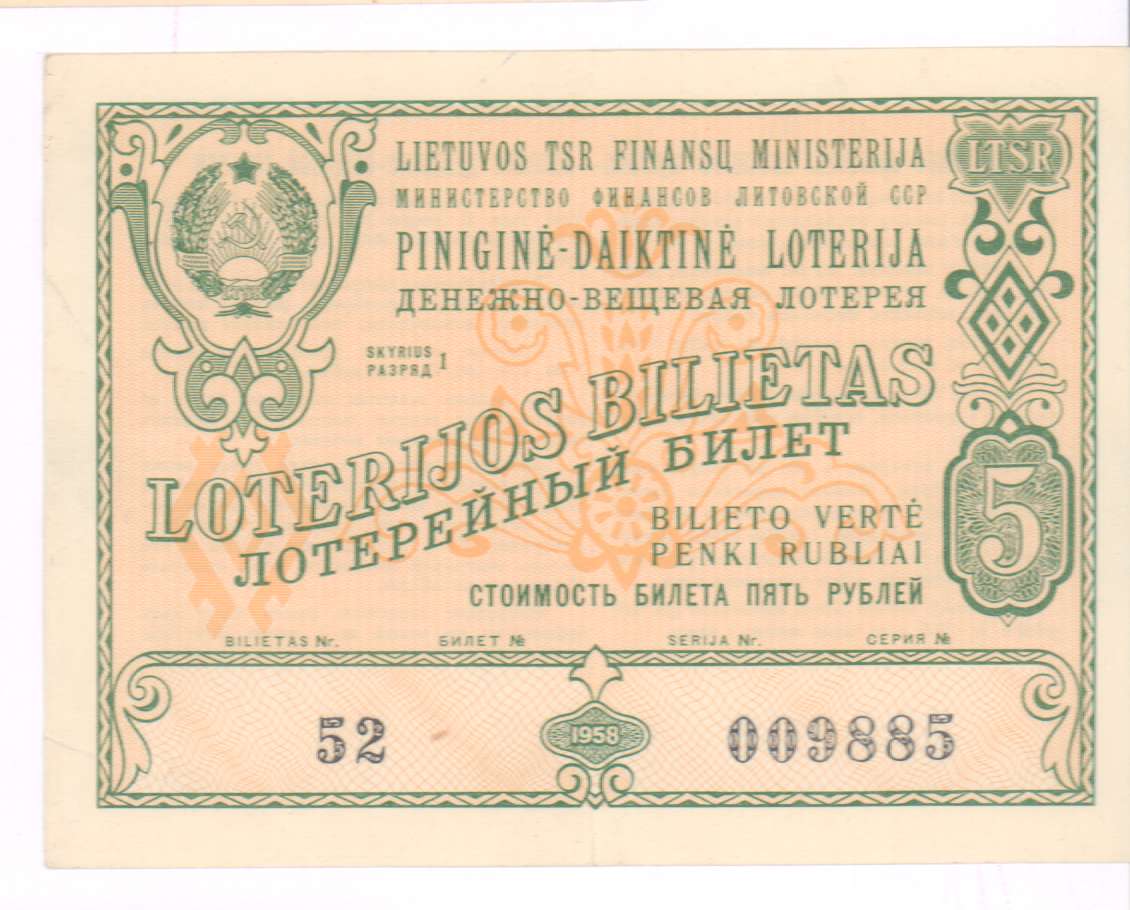 LIETUVOS TSR FINANSŲ MINISTERIJA
МИНИСТЕРСТВО ФИНАНСОВ ЛИТОВСКОЙ ССР
LTSR
PINIGINĖ-DAIKTINĖ LOTERIJA
ДЕНЕЖНО-ВЕЩЕВАЯ ЛОТЕРЕЯ
SKYRIUS
РАЗРЯД 1
LOTERIJOS BILIETAS
ЛОТЕРЕЙНЫЙ БИЛЕТ
5
BILIETO VERTĖ
PENKI RUBLIAI
СТОИМОСТЬ БИЛЕТА ПЯТЬ РУБЛЕЙ
BILIETAS Nr. БИЛЕТ № SERIJA Nr. СЕРИЯ №
52 1958 009885